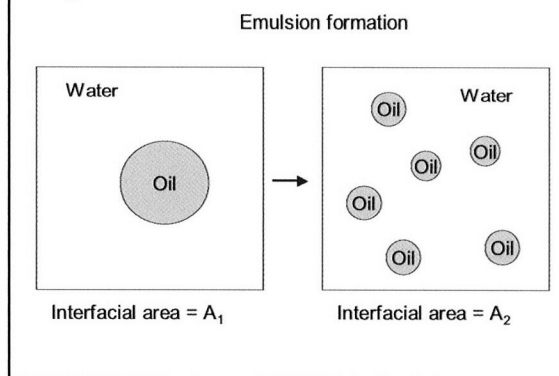 Emulsion formation
Water
Oil
Interfacial area = A₁
Water
Oil
Oil
Oil
Oil
Oil
Oil
Interfacial area = A₂